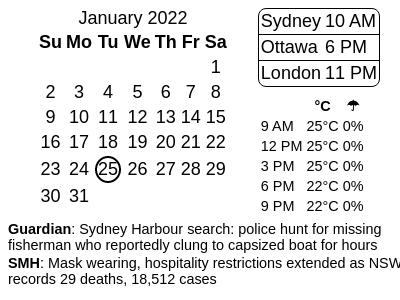 January 2022
Su Mo Tu We Th Fr Sa
1
2 3 4 5 6 7 8
9 10 11 12 13 14 15
16 17 18 19 20 21 22
23 24 25 26 27 28 29
30 31
Sydney 10 AM
Ottawa 6 PM
London 11 PM
°C ☂
9 AM 25°C 0%
12 PM 25°C 0%
3 PM 25°C 0%
6 PM 22°C 0%
9 PM 22°C 0%
Guardian: Sydney Harbour search: police hunt for missing
fisherman who reportedly clung to capsized boat for hours
SMH: Mask wearing, hospitality restrictions extended as NSW
records 29 deaths, 18,512 cases